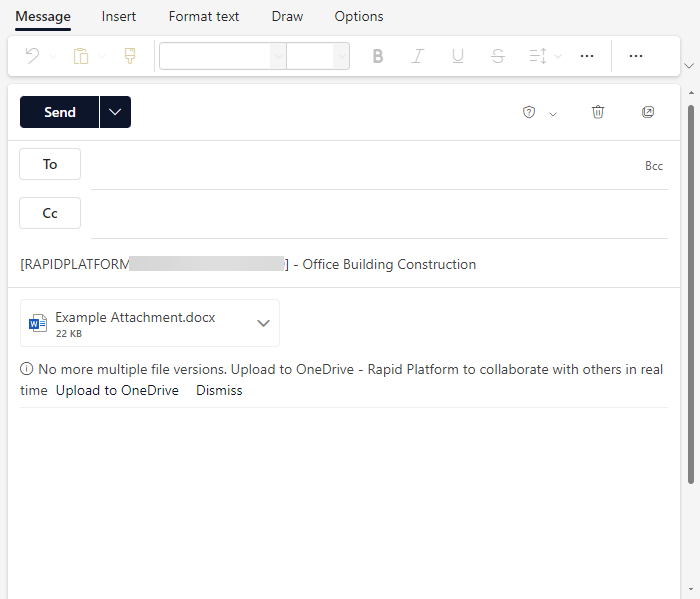 Message Insert Format text Draw Options
B I U S
Send
To
Bcc
Cc
[RAPIDPLATFORM ] - Office Building Construction
Example Attachment.docx
22 KB
No more multiple file versions. Upload to OneDrive - Rapid Platform to collaborate with others in real
time Upload to OneDrive Dismiss